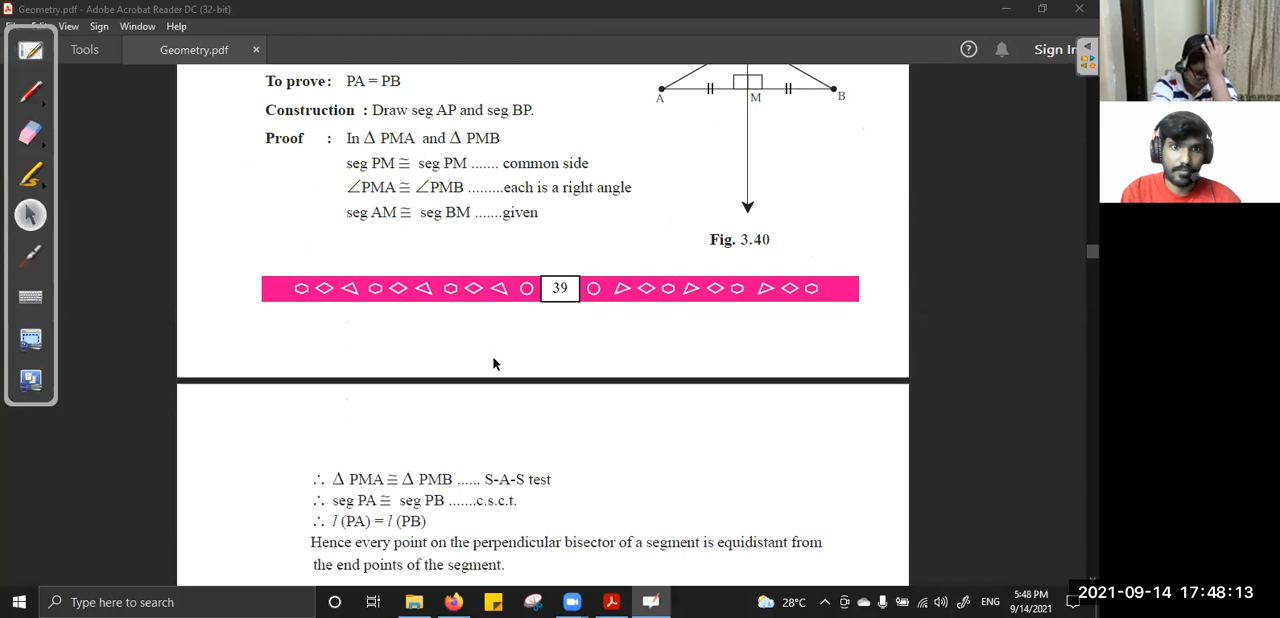 Geometry.pdf - Adobe Acrobat Reader DC (32-bit)
View Sign Window Help
Tools
Geometry.pdf
Sign In
To prove : PA = PB
Construction : Draw seg AP and seg BP.
Proof : In Δ PMA and Δ PMB
seg PM ≅ seg PM ....... common side
∠PMA ≅ ∠PMB .........each is a right angle
seg AM ≅ seg BM .......given
A M B
Fig. 3.40
39
∴ Δ PMA ≅ Δ PMB ...... S-A-S test
∴ seg PA ≅ seg PB .......c.s.c.t.
∴ l (PA) = l (PB)
Hence every point on the perpendicular bisector of a segment is equidistant from
the end points of the segment.
Type here to search
28°C
ENG
5:48 PM
9/14/2021
2021-09-14 17:48:13